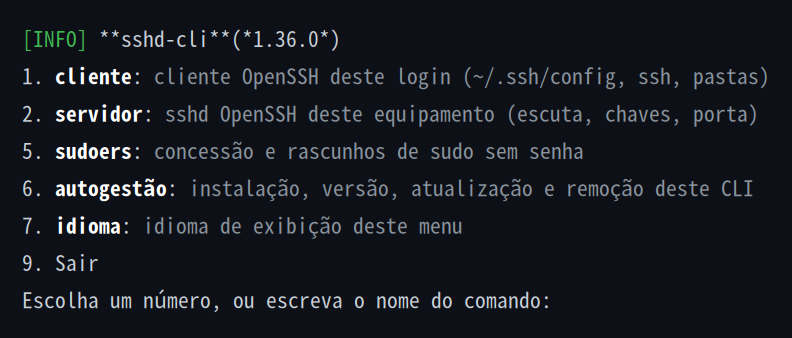 [INFO] **sshd-cli**(*1.36.0*)
1. cliente: cliente OpenSSH deste login (~/.ssh/config, ssh, pastas)
2. servidor: sshd OpenSSH deste equipamento (escuta, chaves, porta)
5. sudoers: concessão e rascunhos de sudo sem senha
6. autogestão: instalação, versão, atualização e remoção deste CLI
7. idioma: idioma de exibição deste menu
9. Sair
Escolha um número, ou escreva o nome do comando: